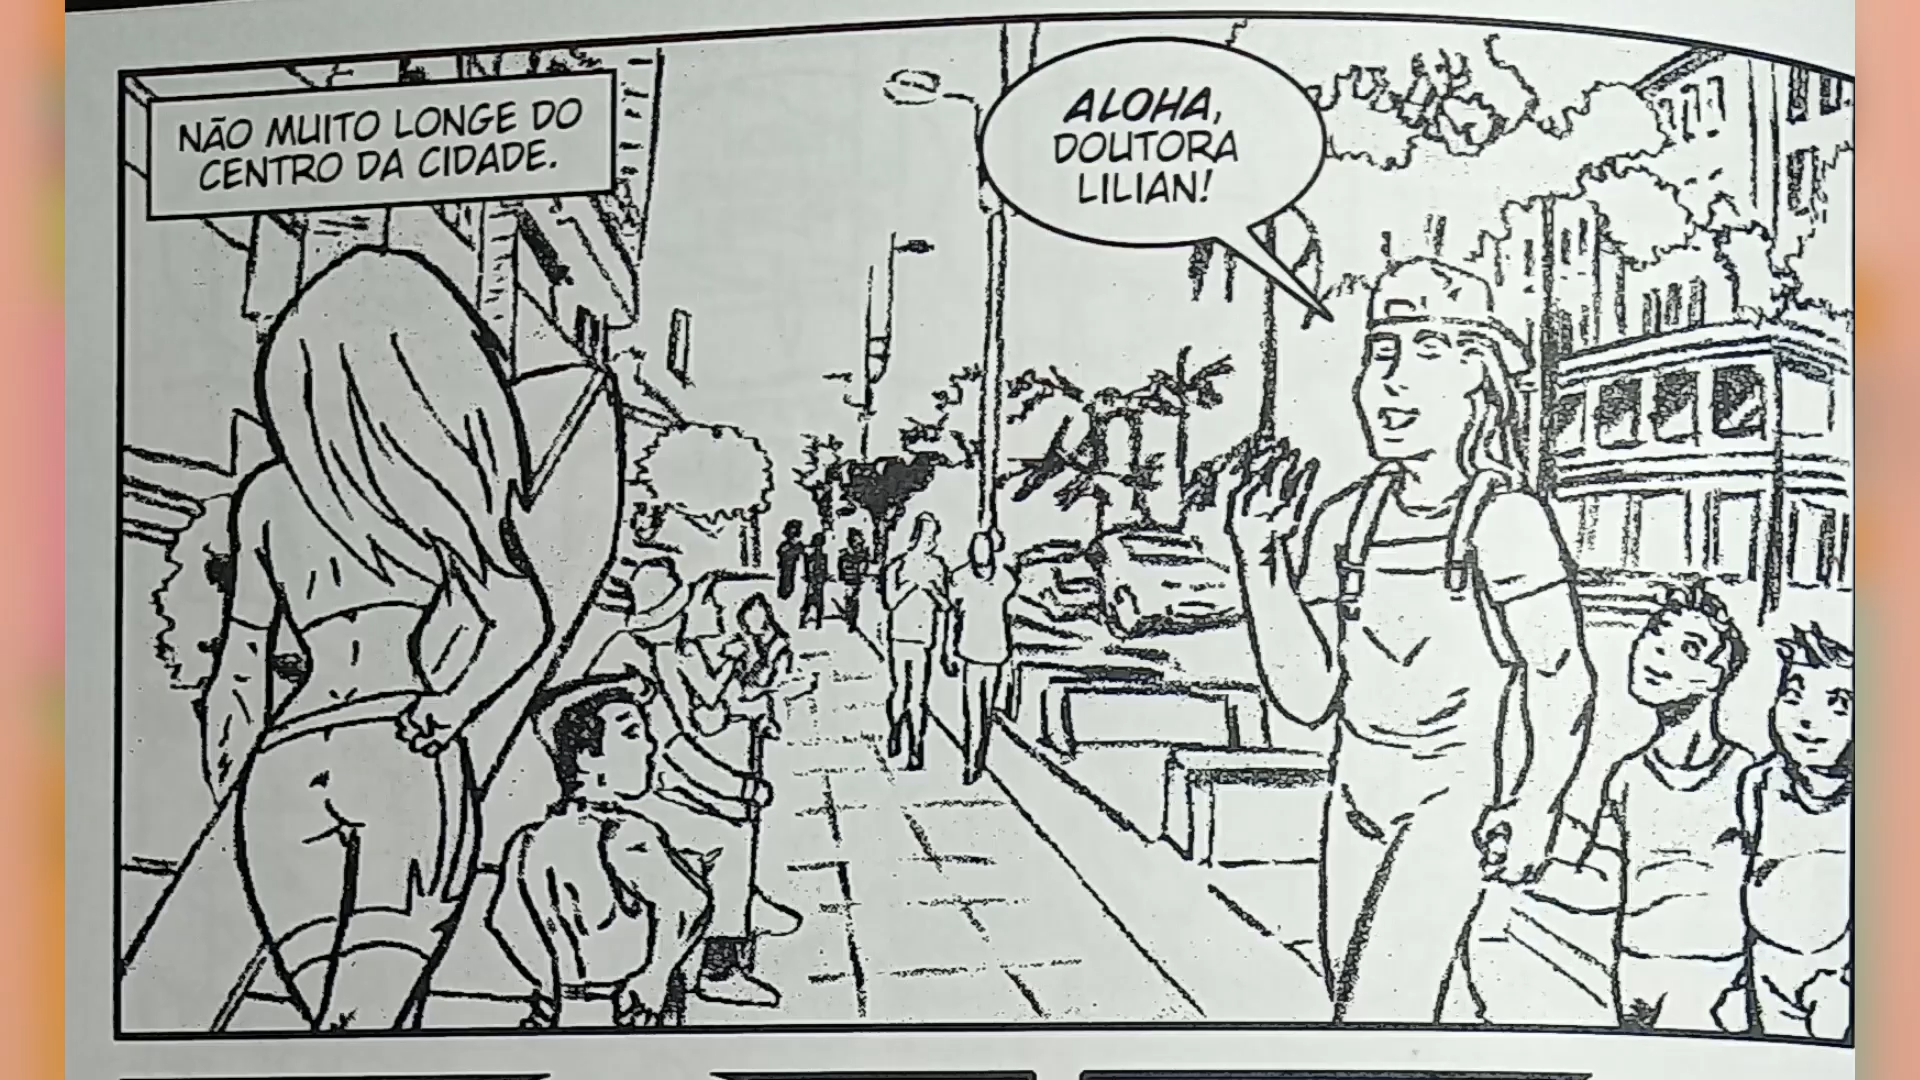 NÃO MUITO LONGE DO
CENTRO DA CIDADE.
ALOHA,
DOUTORA
LILIAN!